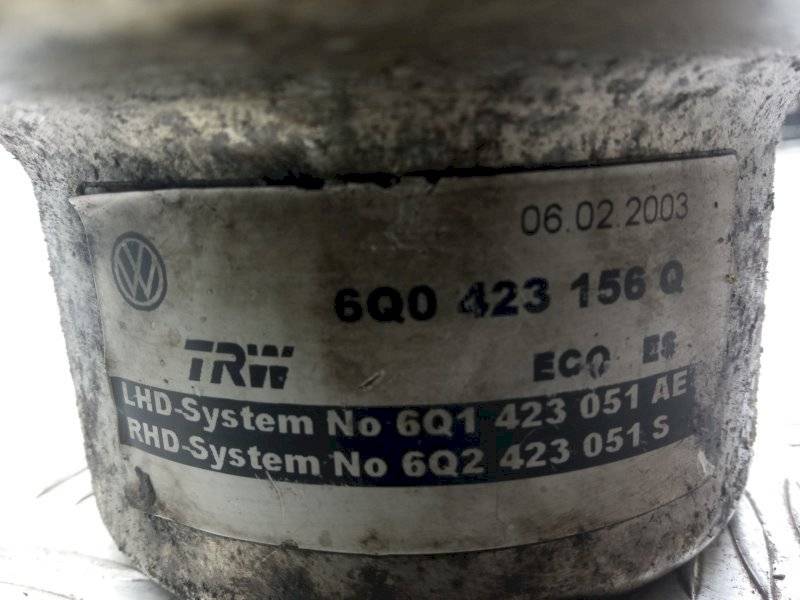 06.02.2003
6Q0 423 156 Q
TRW ECO ES
LHD-System No 6Q1 423 051 AE
RHD-System No 6Q2 423 051 S